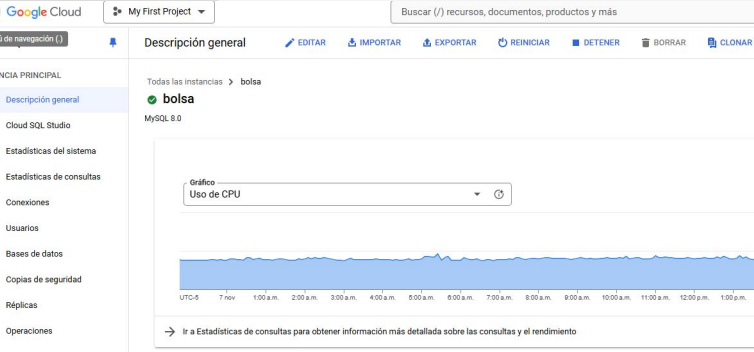 Google Cloud
My First Project
Buscar (/) recursos, documentos, productos y más
de navegación (.)
Descripción general
EDITAR
IMPORTAR
EXPORTAR
REINICIAR
DETENER
BORRAR
CLONAR
NCIA PRINCIPAL
Descripción general
Cloud SQL Studio
Estadísticas del sistema
Estadísticas de consultas
Conexiones
Usuarios
Bases de datos
Copias de seguridad
Réplicas
Operaciones
Todas las instancias > bolsa
bolsa
MySQL 8.0
Gráfico
Uso de CPU
UTC-5 7 nov 1:00 a.m. 2:00 a.m. 3:00 a.m. 4:00 a.m. 5:00 a.m. 6:00 a.m. 7:00 a.m. 8:00 a.m. 9:00 a.m. 10:00 a.m. 11:00 a.m. 12:00 p.m. 1:00 p.m.
→ Ir a Estadísticas de consultas para obtener información más detallada sobre las consultas y el rendimiento